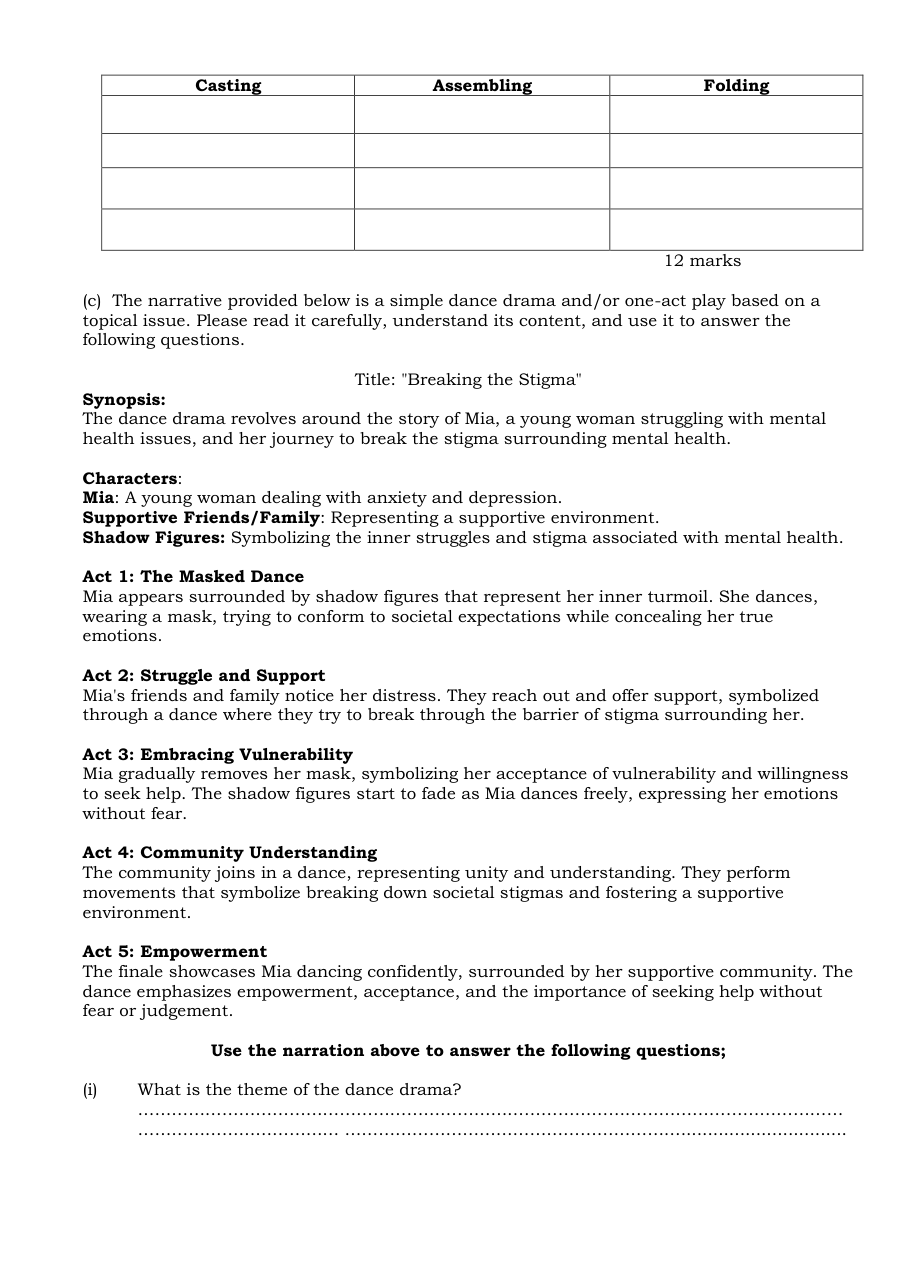 Casting Assembling Folding
12 marks
(c) The narrative provided below is a simple dance drama and/or one-act play based on a
topical issue. Please read it carefully, understand its content, and use it to answer the
following questions.
Title: "Breaking the Stigma"
Synopsis:
The dance drama revolves around the story of Mia, a young woman struggling with mental
health issues, and her journey to break the stigma surrounding mental health.
Characters:
Mia: A young woman dealing with anxiety and depression.
Supportive Friends/Family: Representing a supportive environment.
Shadow Figures: Symbolizing the inner struggles and stigma associated with mental health.
Act 1: The Masked Dance
Mia appears surrounded by shadow figures that represent her inner turmoil. She dances,
wearing a mask, trying to conform to societal expectations while concealing her true
emotions.
Act 2: Struggle and Support
Mia's friends and family notice her distress. They reach out and offer support, symbolized
through a dance where they try to break through the barrier of stigma surrounding her.
Act 3: Embracing Vulnerability
Mia gradually removes her mask, symbolizing her acceptance of vulnerability and willingness
to seek help. The shadow figures start to fade as Mia dances freely, expressing her emotions
without fear.
Act 4: Community Understanding
The community joins in a dance, representing unity and understanding. They perform
movements that symbolize breaking down societal stigmas and fostering a supportive
environment.
Act 5: Empowerment
The finale showcases Mia dancing confidently, surrounded by her supportive community. The
dance emphasizes empowerment, acceptance, and the importance of seeking help without
fear or judgement.
Use the narration above to answer the following questions;
(i) What is the theme of the dance drama?
……………………………………………………………………………………………………………
……………………………… ……………………………………………………………………………